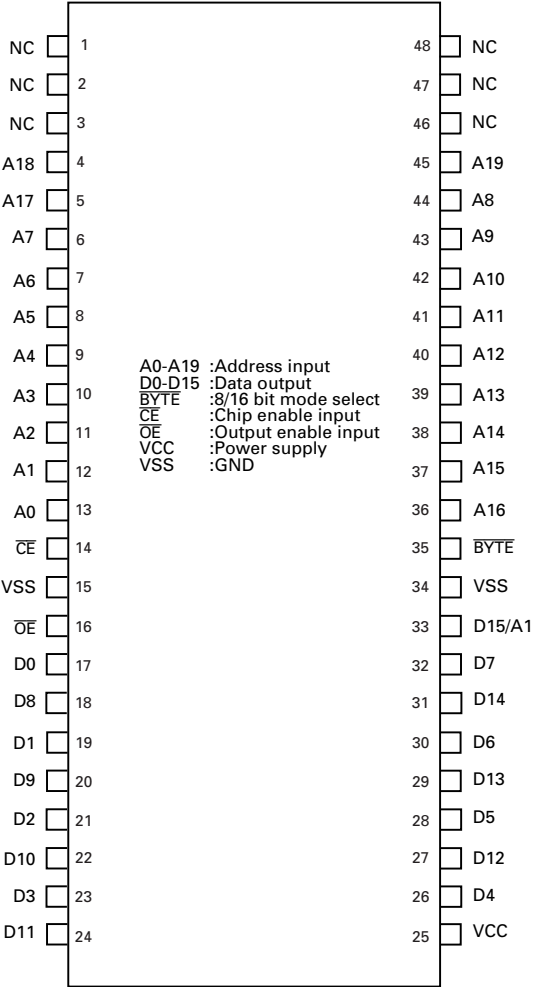 NC 1 48 NC
NC 2 47 NC
NC 3 46 NC
A18 4 45 A19
A17 5 44 A8
A7 6 43 A9
A6 7 42 A10
A5 8 41 A11
A4 9 40 A12
A3 10 39 A13
A2 11 38 A14
A1 12 37 A15
A0 13 36 A16
C̅E̅ 14 35 B̅Y̅T̅E̅
VSS 15 34 VSS
O̅E̅ 16 33 D15/A1
D0 17 32 D7
D8 18 31 D14
D1 19 30 D6
D9 20 29 D13
D2 21 28 D5
D10 22 27 D12
D3 23 26 D4
D11 24 25 VCC
A0-A19 :Address input
D0-D15 :Data output
B̅Y̅T̅E̅ :8/16 bit mode select
C̅E̅ :Chip enable input
O̅E̅ :Output enable input
VCC :Power supply
VSS :GND